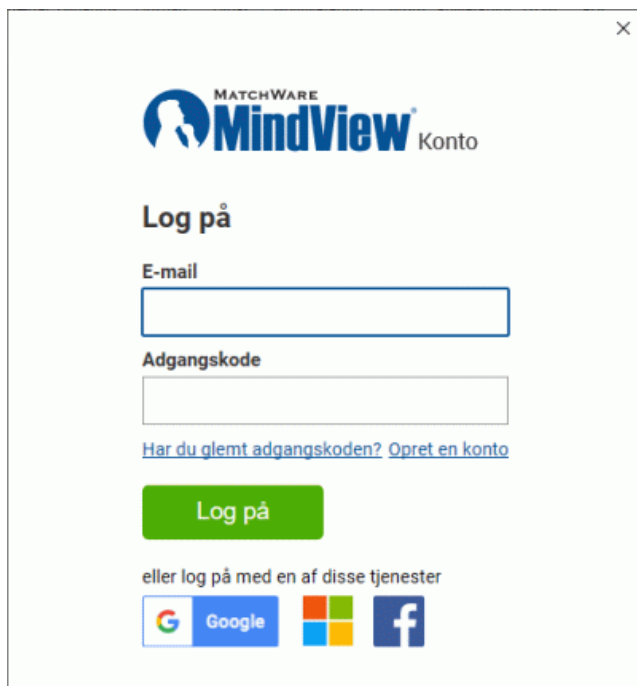 MATCHWARE
MindView® Konto
Log på
E-mail
Adgangskode
Har du glemt adgangskoden? Opret en konto
Log på
eller log på med en af disse tjenester
G Google f